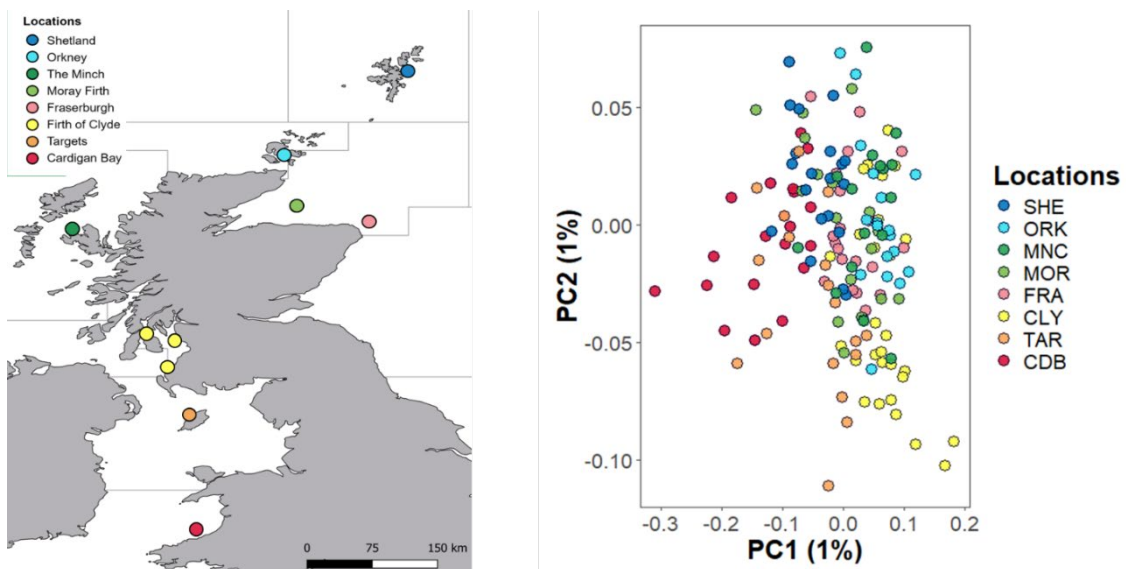 Locations
Shetland
Orkney
The Minch
Moray Firth
Fraserburgh
Firth of Clyde
Targets
Cardigan Bay
0 75 150 km
PC2 (1%)
0.05
0.00
-0.05
-0.10
-0.3 -0.2 -0.1 0.0 0.1 0.2
PC1 (1%)
Locations
SHE
ORK
MNC
MOR
FRA
CLY
TAR
CDB